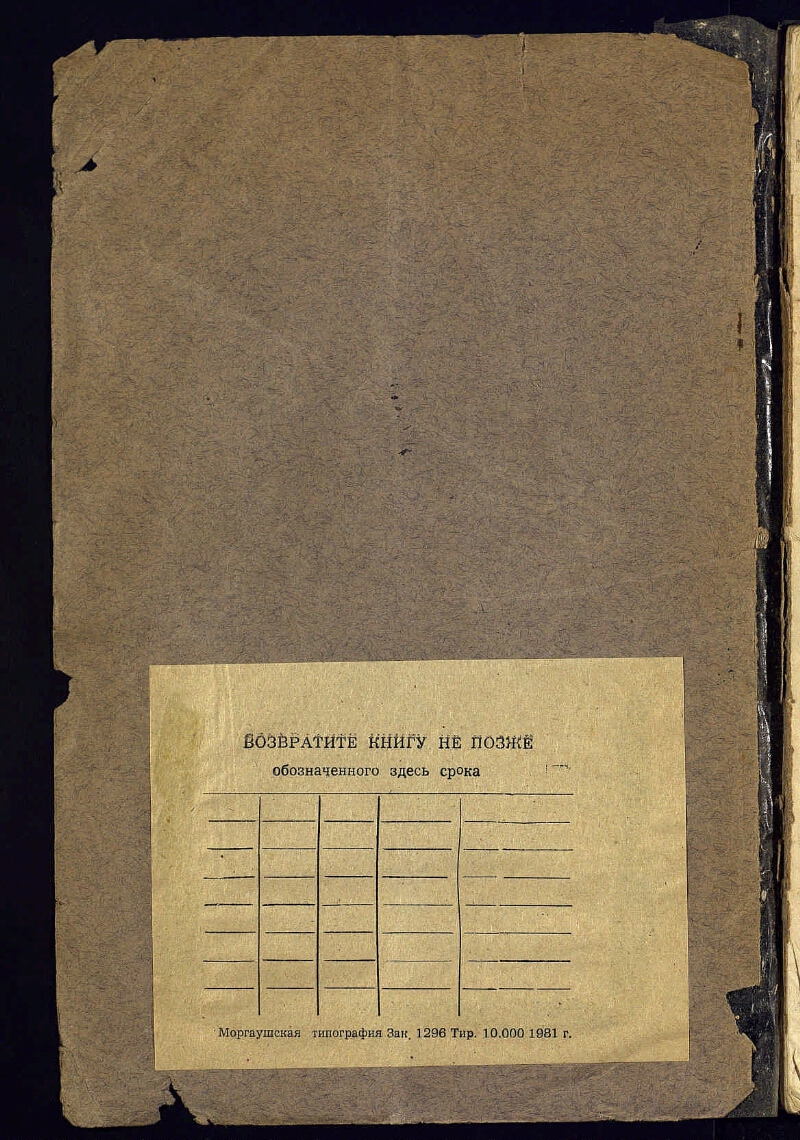 ВОЗВРАТИТЕ КНИГУ НЕ ПОЗЖЕ
обозначенного здесь срока
Моргаушская типография Зак. 1296 Тир. 10.000 1981 г.